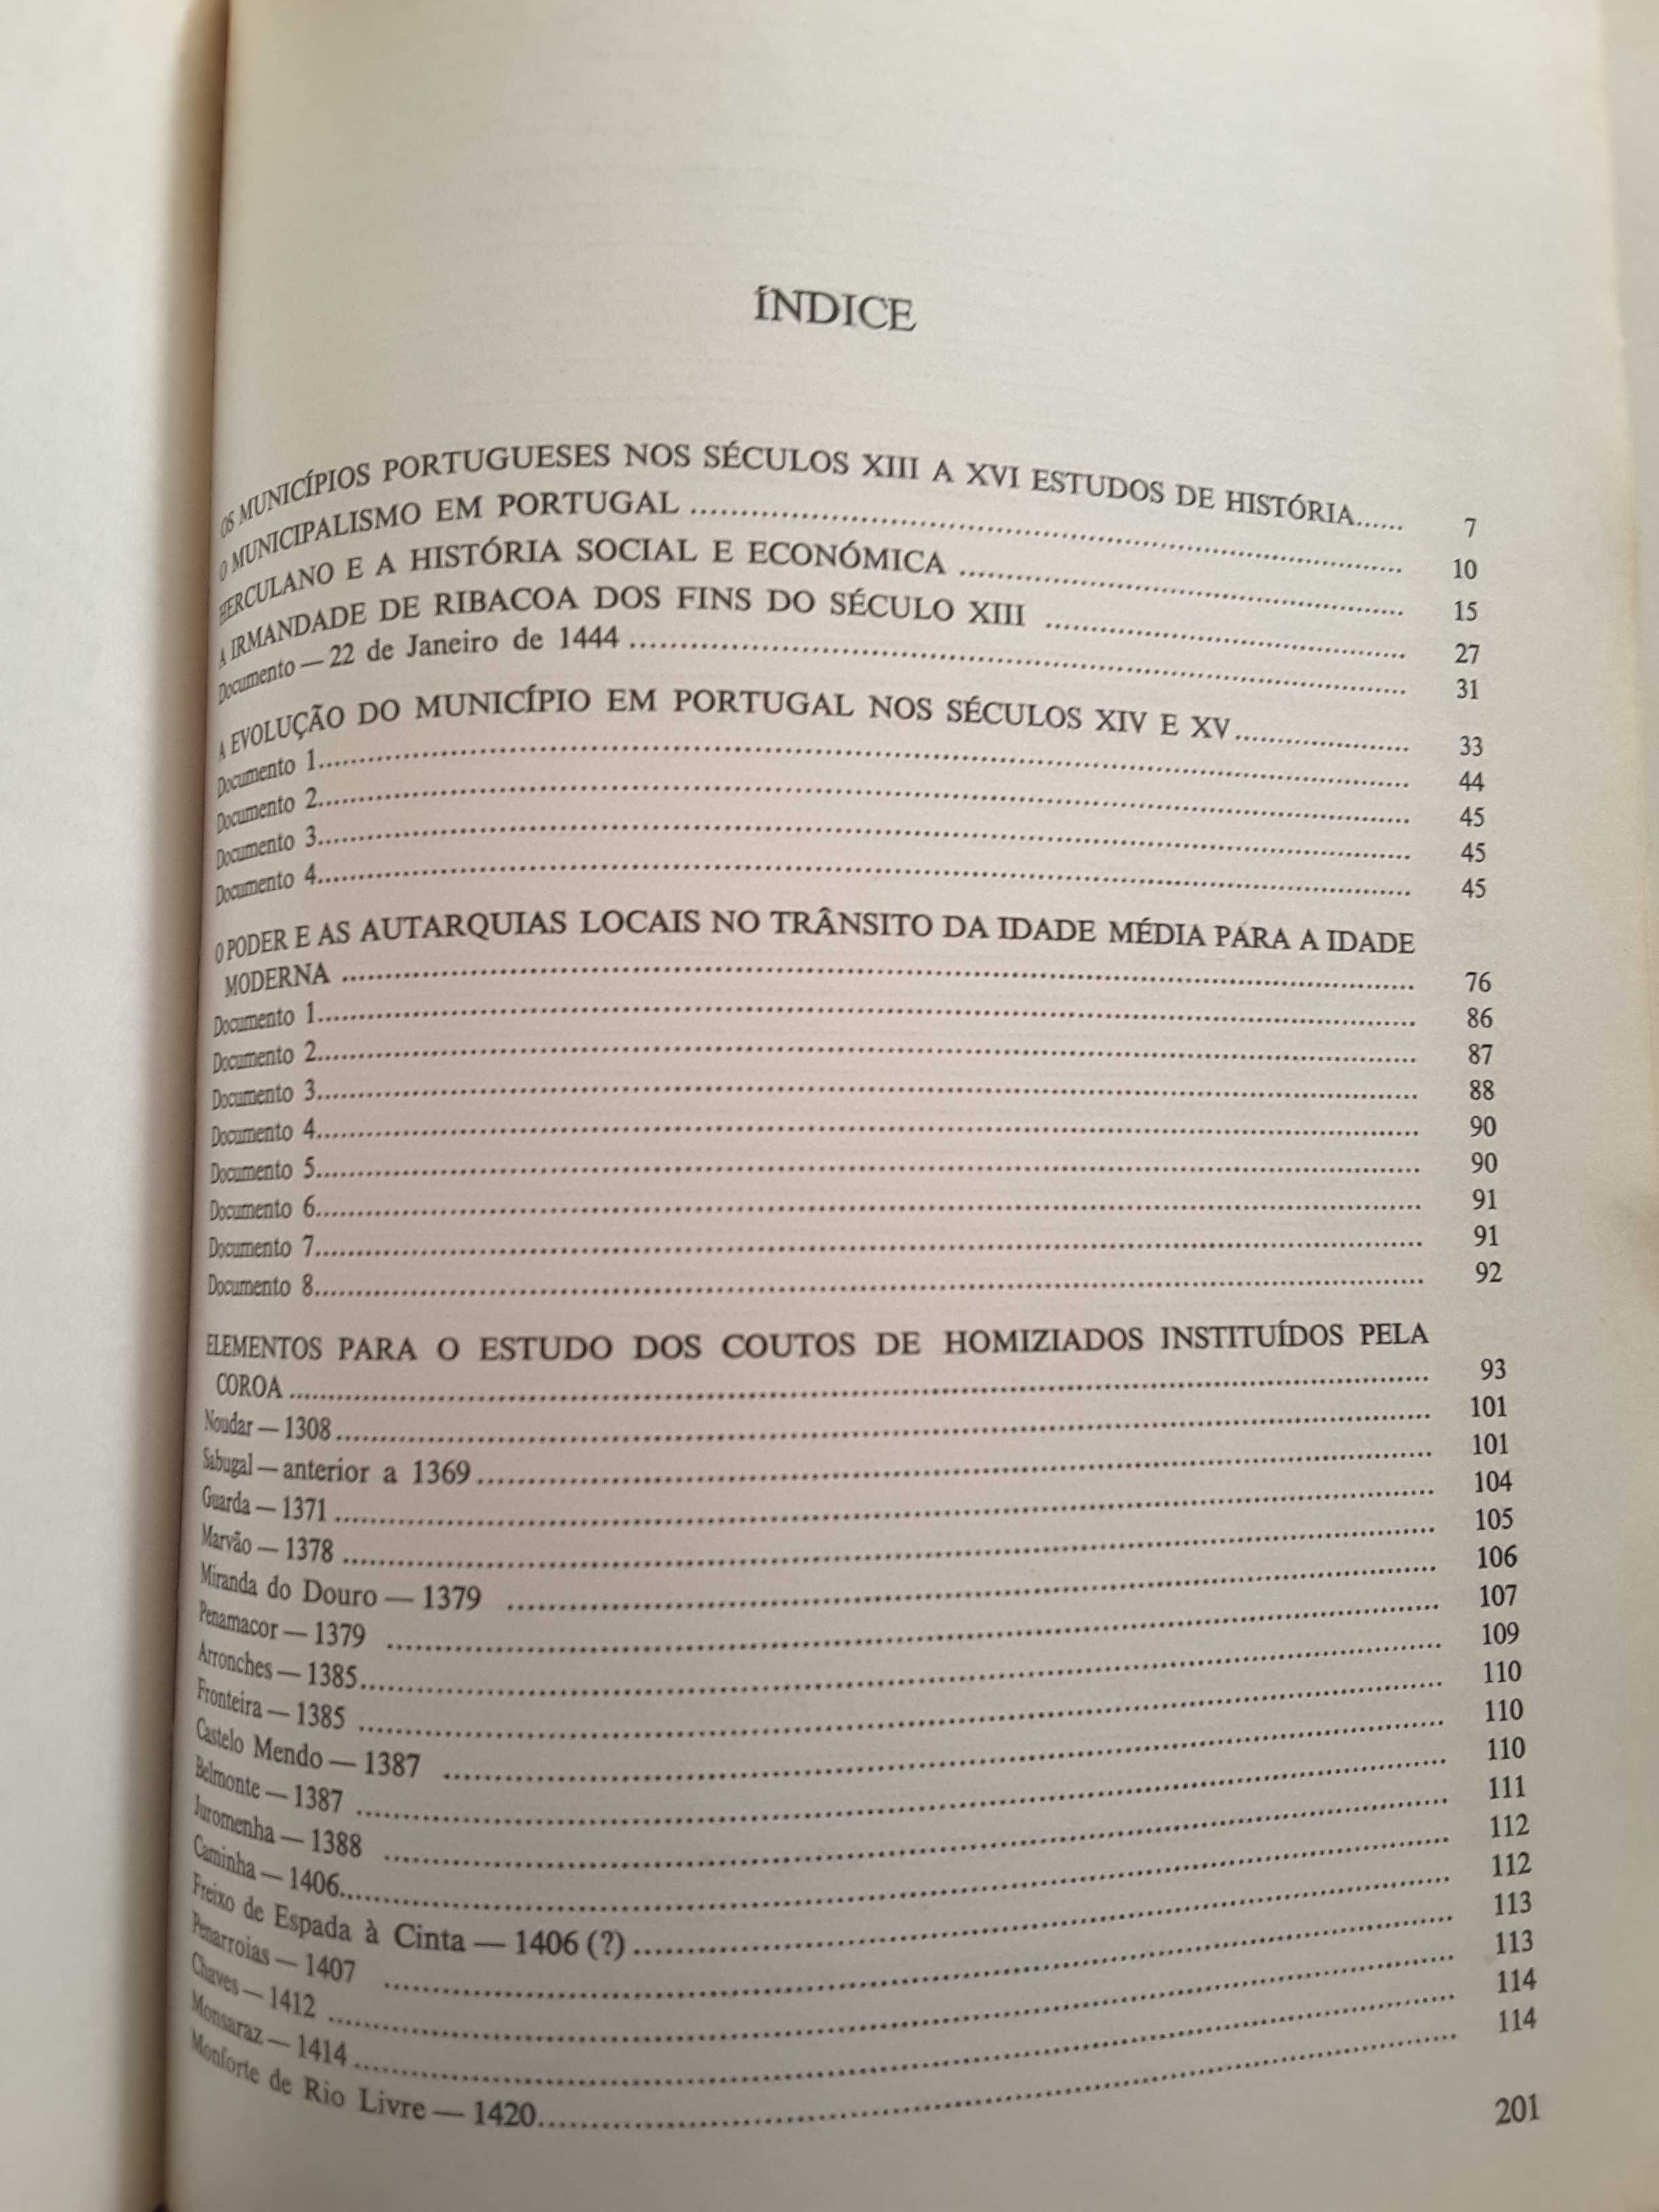 ÍNDICE
OS MUNICÍPIOS PORTUGUESES NOS SÉCULOS XIII A XVI ESTUDOS DE HISTÓRIA...... 7
O MUNICIPALISMO EM PORTUGAL ...... 10
HERCULANO E A HISTÓRIA SOCIAL E ECONÓMICA ...... 15
A IRMANDADE DE RIBACOA DOS FINS DO SÉCULO XIII ...... 27
Documento — 22 de Janeiro de 1444 ...... 31
A EVOLUÇÃO DO MUNICÍPIO EM PORTUGAL NOS SÉCULOS XIV E XV...... 33
Documento 1...... 44
Documento 2...... 45
Documento 3...... 45
Documento 4...... 45
O PODER E AS AUTARQUIAS LOCAIS NO TRÂNSITO DA IDADE MÉDIA PARA A IDADE
MODERNA ...... 76
Documento 1...... 86
Documento 2...... 87
Documento 3...... 88
Documento 4...... 90
Documento 5...... 90
Documento 6...... 91
Documento 7...... 91
Documento 8...... 92
ELEMENTOS PARA O ESTUDO DOS COUTOS DE HOMIZIADOS INSTITUÍDOS PELA
COROA ...... 93
Noudar — 1308 ...... 101
Sabugal — anterior a 1369 ...... 101
Guarda — 1371 ...... 104
Marvão — 1378 ...... 105
Miranda do Douro — 1379 ...... 106
Penamacor — 1379 ...... 107
Arronches — 1385...... 109
Fronteira — 1385 ...... 110
Castelo Mendo — 1387 ...... 110
Belmonte — 1387 ...... 110
Juromenha — 1388 ...... 111
Caminha — 1406...... 112
Freixo de Espada à Cinta — 1406 (?) ...... 112
Penarroias — 1407 ...... 113
Chaves — 1412 ...... 113
Monsaraz — 1414 ...... 114
Monforte de Rio Livre — 1420...... 114
201